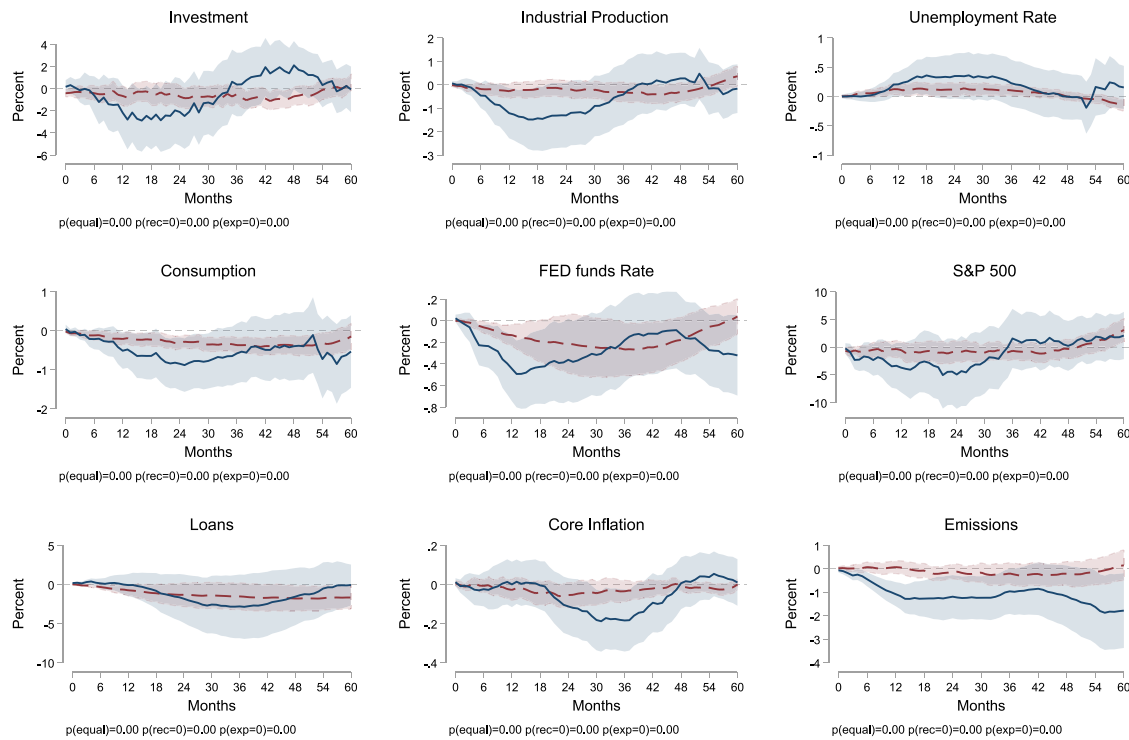 Investment
Percent
4
2
0
-2
-4
-6
0 6 12 18 24 30 36 42 48 54 60
Months
p(equal)=0.00 p(rec=0)=0.00 p(exp=0)=0.00
Industrial Production
Percent
2
1
0
-1
-2
-3
0 6 12 18 24 30 36 42 48 54 60
Months
p(equal)=0.00 p(rec=0)=0.00 p(exp=0)=0.00
Unemployment Rate
Percent
1
.5
0
-.5
-1
0 6 12 18 24 30 36 42 48 54 60
Months
p(equal)=0.00 p(rec=0)=0.00 p(exp=0)=0.00
Consumption
Percent
1
0
-1
-2
0 6 12 18 24 30 36 42 48 54 60
Months
p(equal)=0.00 p(rec=0)=0.00 p(exp=0)=0.00
FED funds Rate
Percent
.2
0
-.2
-.4
-.6
-.8
0 6 12 18 24 30 36 42 48 54 60
Months
p(equal)=0.00 p(rec=0)=0.00 p(exp=0)=0.00
S&P 500
Percent
10
5
0
-5
-10
0 6 12 18 24 30 36 42 48 54 60
Months
p(equal)=0.00 p(rec=0)=0.00 p(exp=0)=0.00
Loans
Percent
5
0
-5
-10
0 6 12 18 24 30 36 42 48 54 60
Months
p(equal)=0.00 p(rec=0)=0.00 p(exp=0)=0.00
Core Inflation
Percent
.2
0
-.2
-.4
0 6 12 18 24 30 36 42 48 54 60
Months
p(equal)=0.00 p(rec=0)=0.00 p(exp=0)=0.00
Emissions
Percent
1
0
-1
-2
-3
-4
0 6 12 18 24 30 36 42 48 54 60
Months
p(equal)=0.00 p(rec=0)=0.00 p(exp=0)=0.00